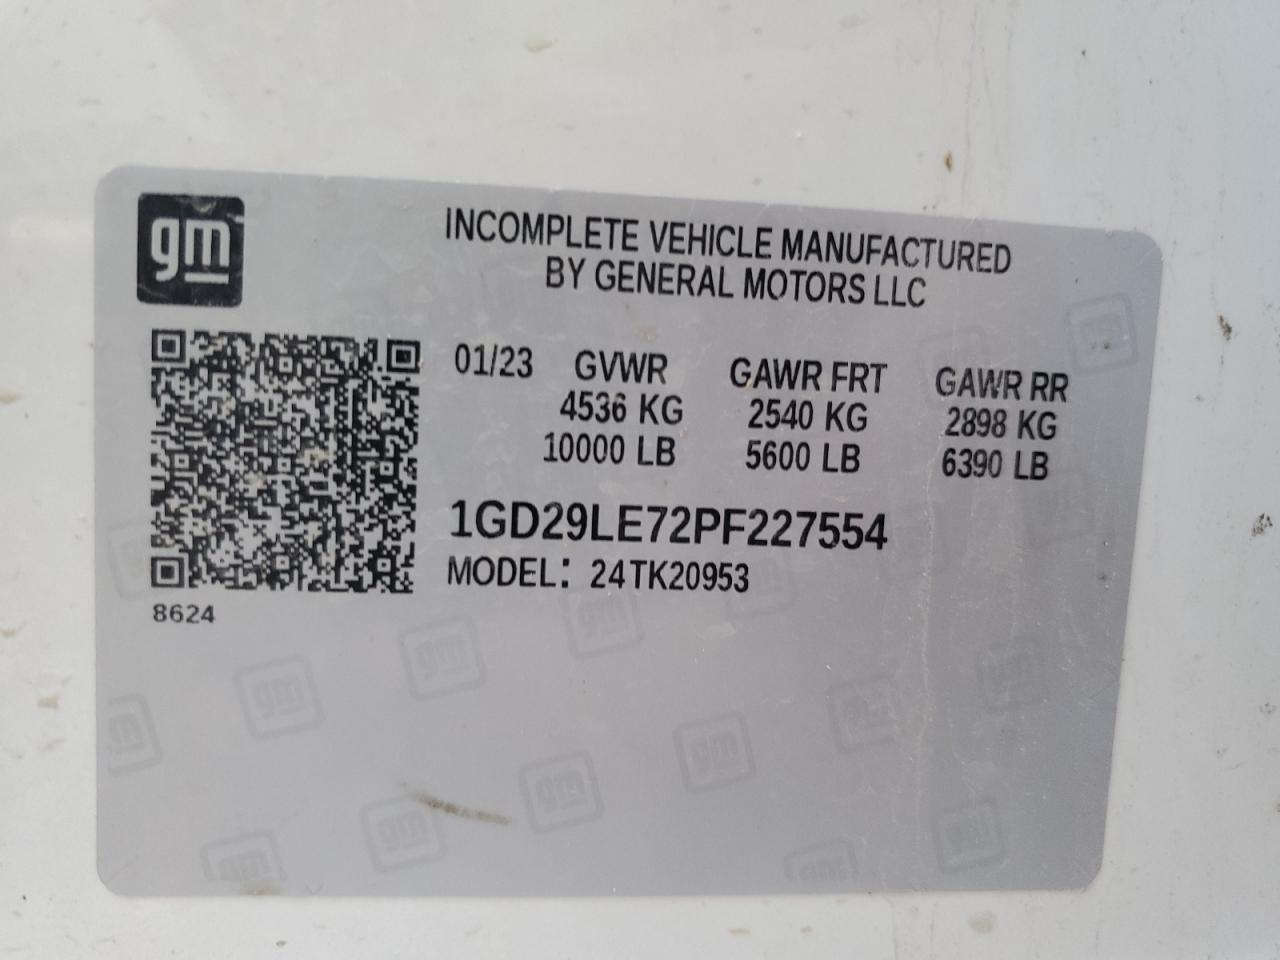 gm
INCOMPLETE VEHICLE MANUFACTURED
BY GENERAL MOTORS LLC
01/23 GVWR GAWR FRT GAWR RR
4536 KG 2540 KG 2898 KG
10000 LB 5600 LB 6390 LB
1GD29LE72PF227554
MODEL: 24TK20953
8624